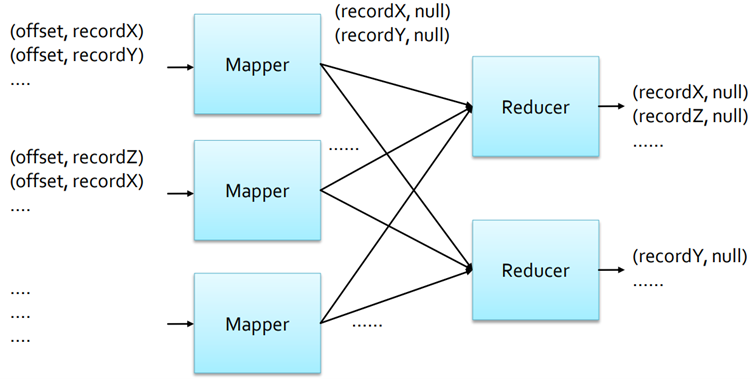 (offset, recordX)
(offset, recordY)
....
Mapper
(recordX, null)
(recordY, null)
......
(offset, recordZ)
(offset, recordX)
....
Mapper
....
....
....
Mapper
......
Reducer
(recordX, null)
(recordZ, null)
......
Reducer
(recordY, null)
......